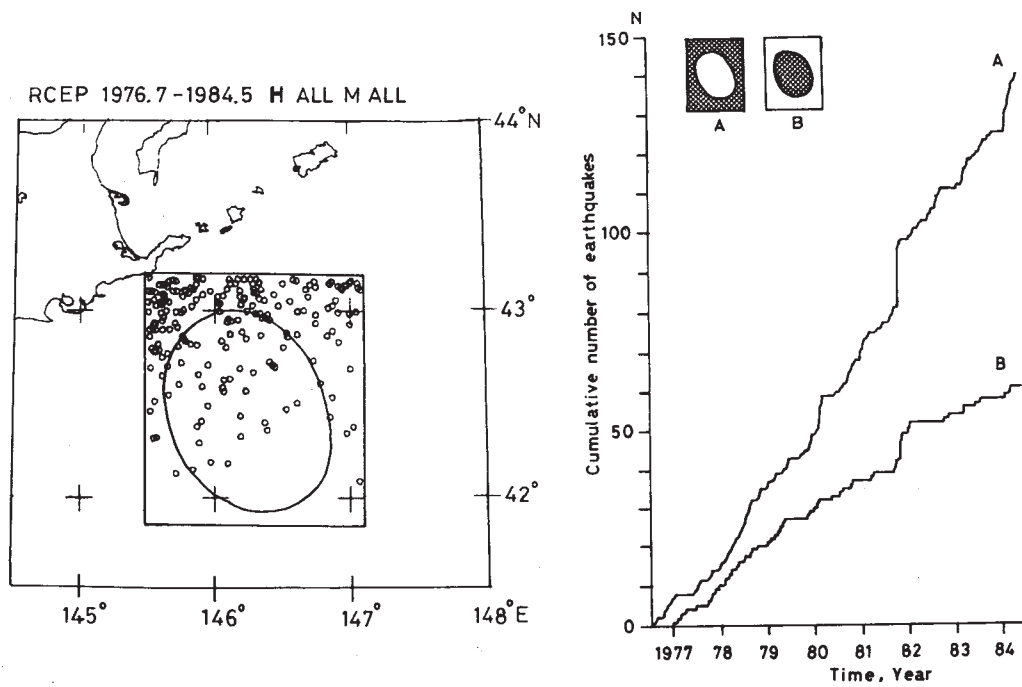 RCEP 1976.7-1984.5 H ALL M ALL
44°N
43°
42°
145°
146°
147°
148°E
N
150
100
50
0
A
B
A
B
Cumulative number of earthquakes
1977
78
79
80
81
82
83
84
Time, Year